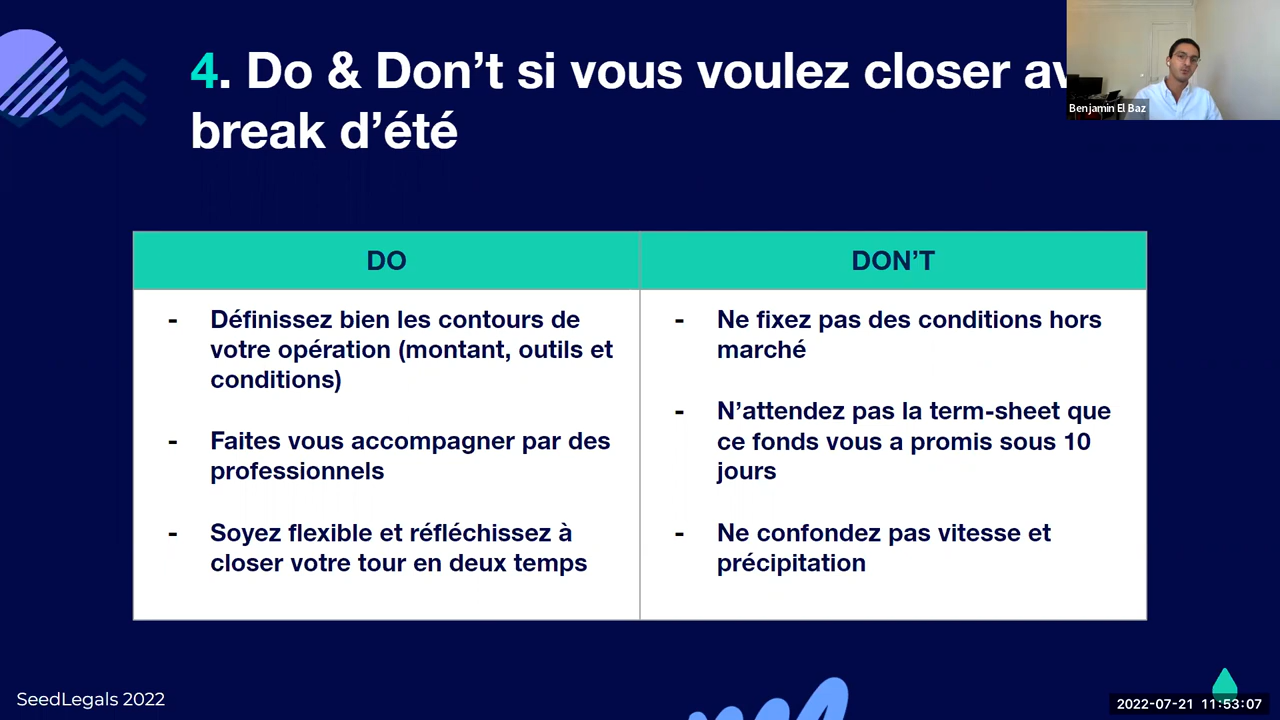 4. Do & Don’t si vous voulez closer
break d’été
Benjamin El Baz
DO
DON’T
- Définissez bien les contours de
votre opération (montant, outils et
conditions)
- Faites vous accompagner par des
professionnels
- Soyez flexible et réfléchissez à
closer votre tour en deux temps
- Ne fixez pas des conditions hors
marché
- N’attendez pas la term-sheet que
ce fonds vous a promis sous 10
jours
- Ne confondez pas vitesse et
précipitation
SeedLegals 2022
2022-07-21 11:53:07